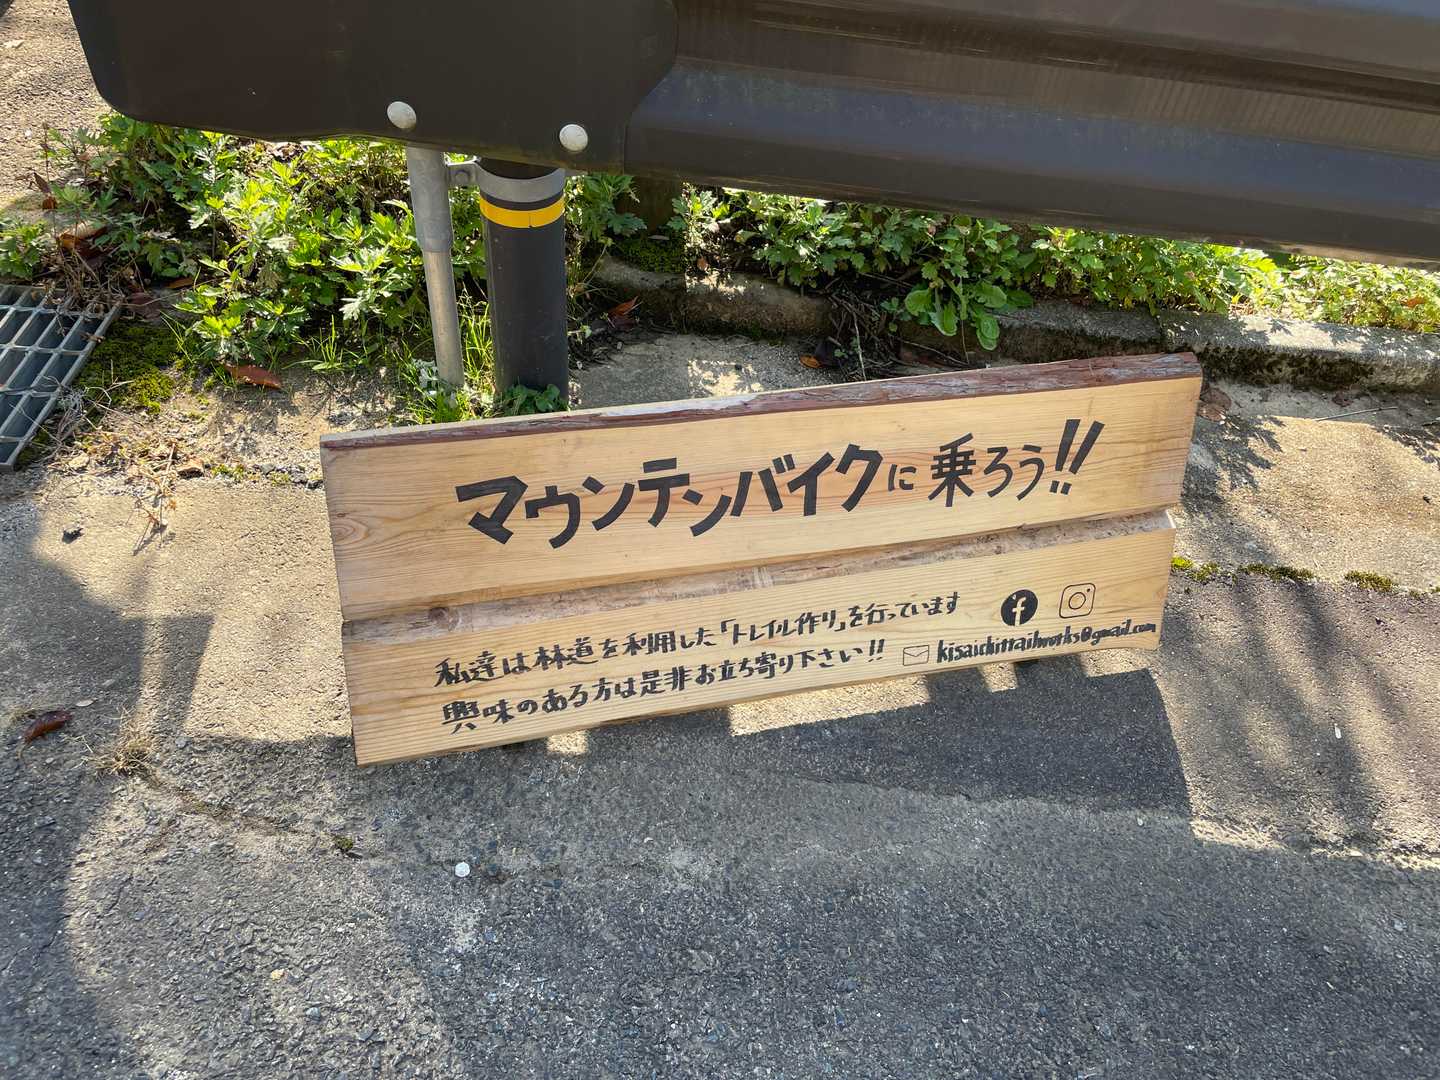 マウンテンバイクに乗ろう!!
私達は林道を利用した「トレイル作り」を行っています
興味のある方は是非お立ち寄り下さい!!
kisaichitrailworks@gmail.com